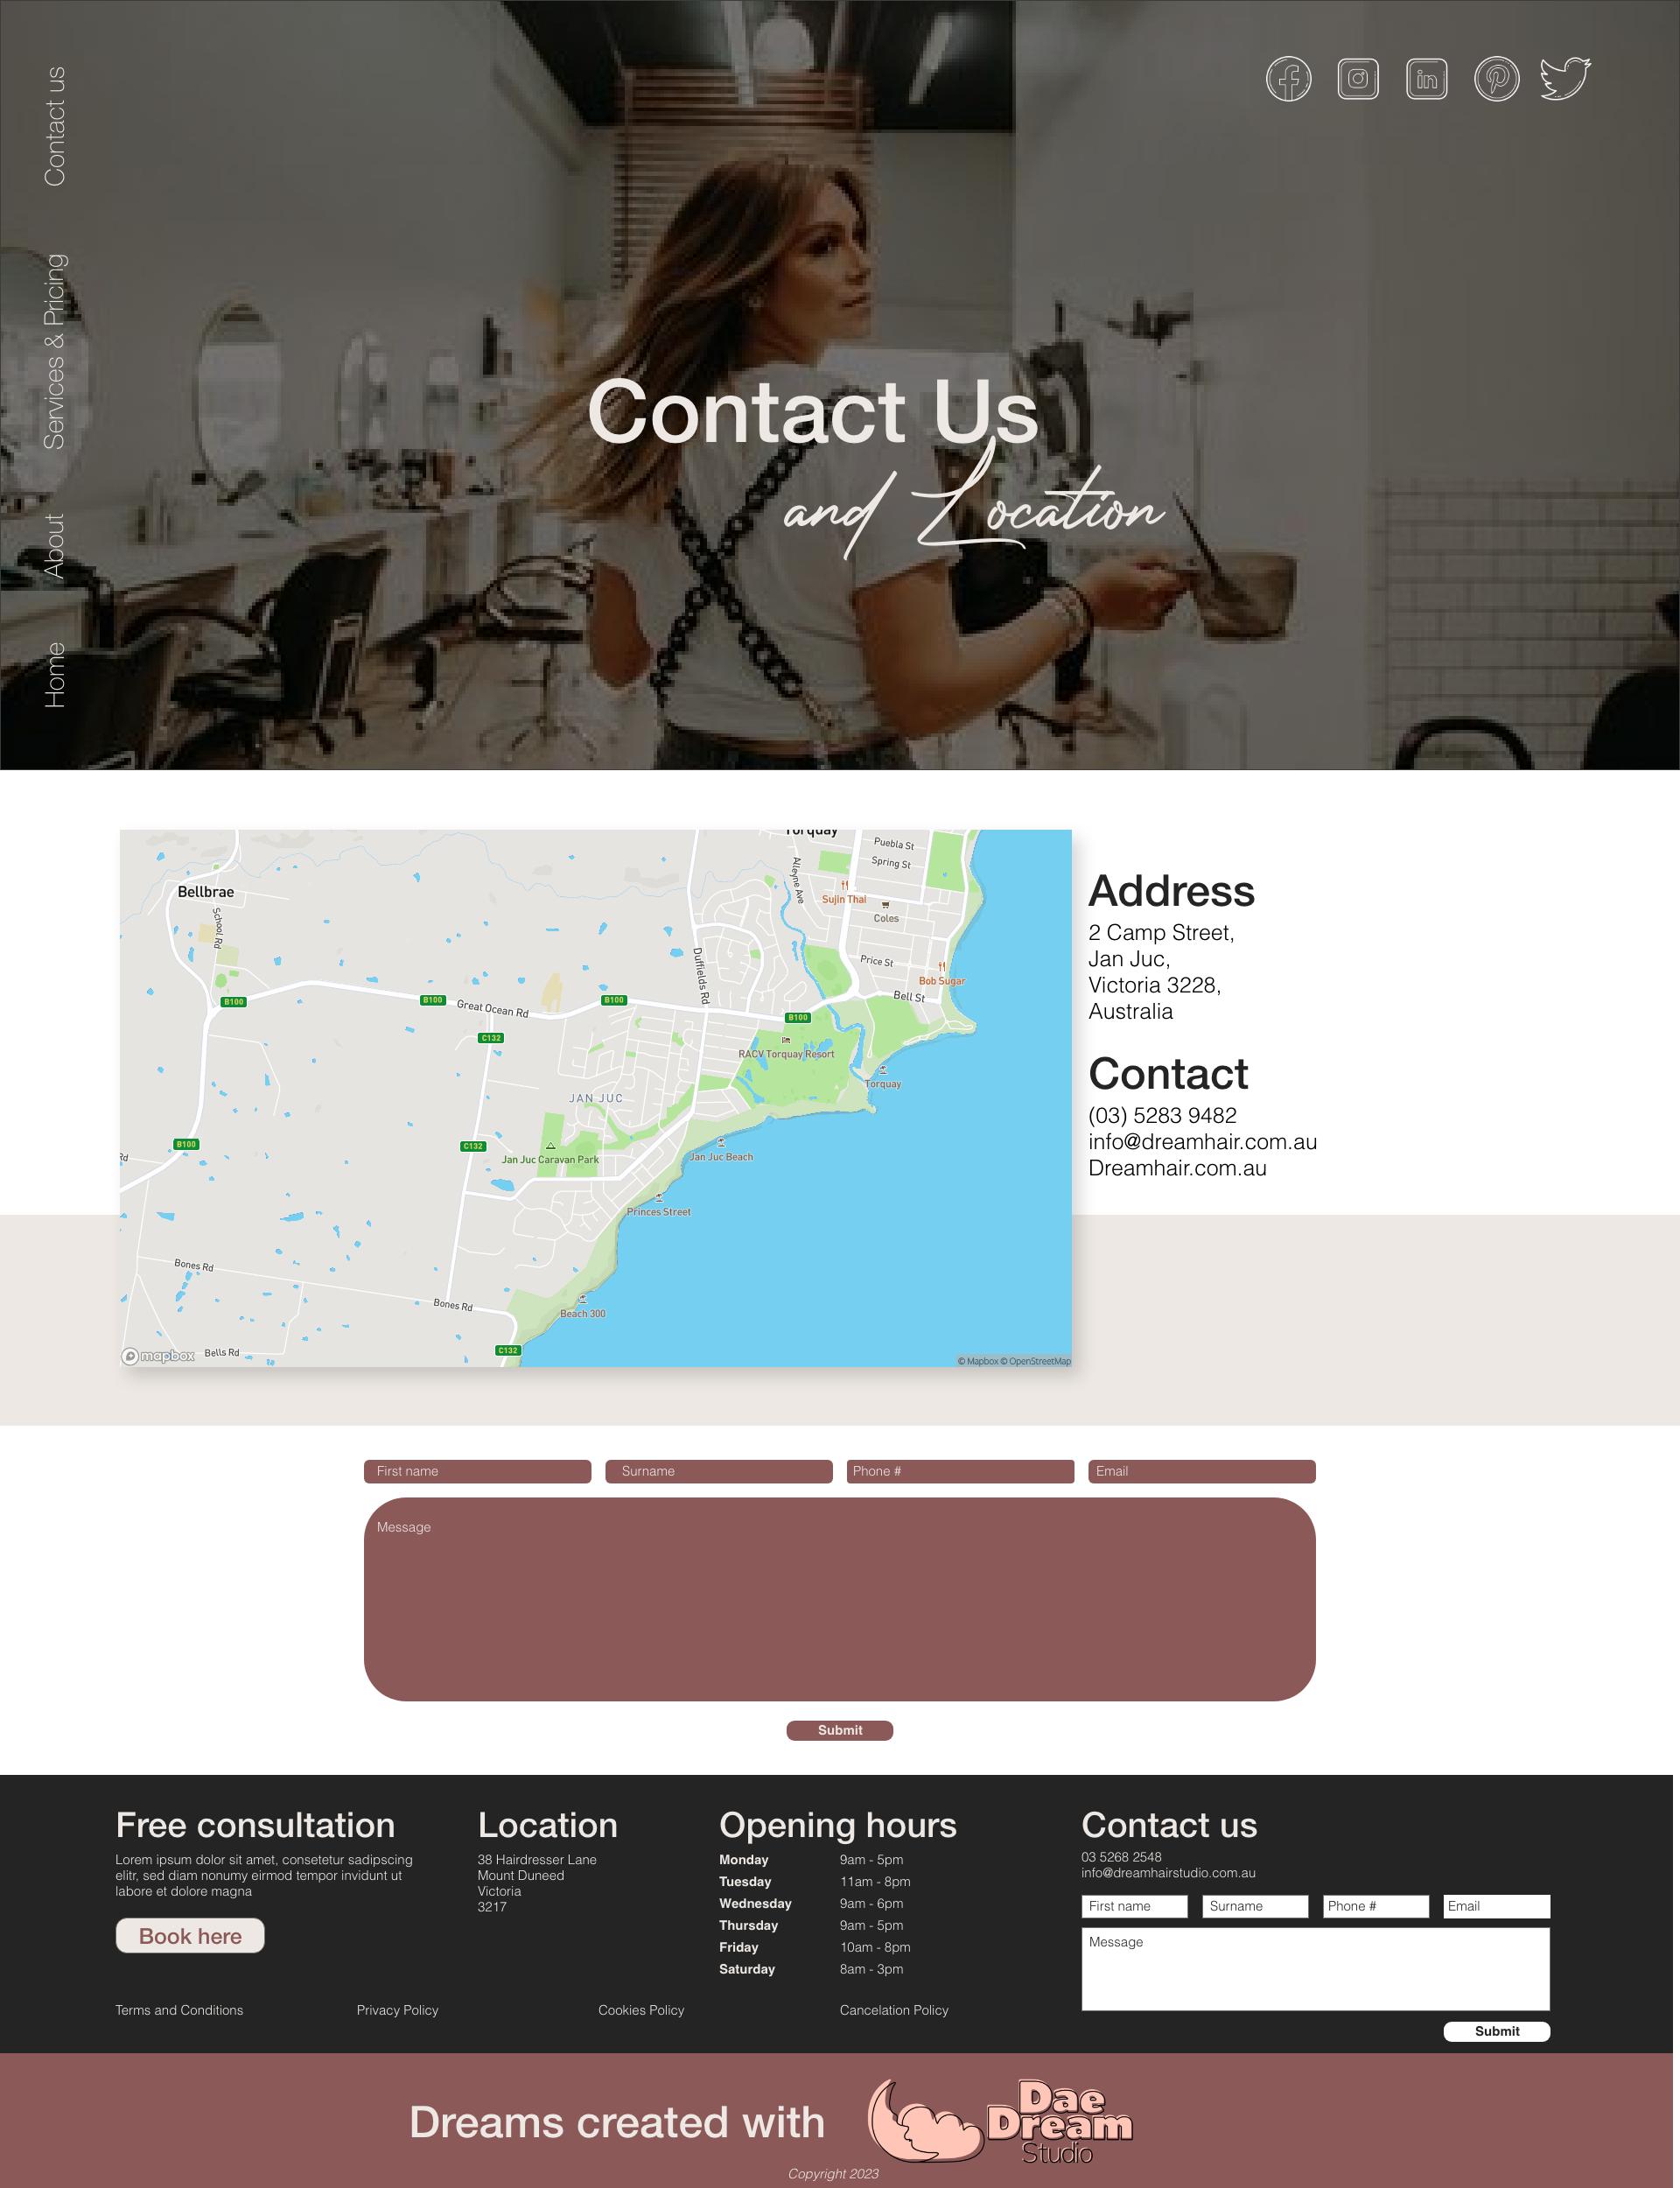 Contact us
Services & Pricing
About
Home
Contact Us
and Location
Torquay
Puebla St
Spring St
Alleyne Ave
Sujin Thai
Coles
Bellbrae
School Rd
Duffields Rd
Price St
Bob Sugar
Bell St
B100
B100
Great Ocean Rd
B100
B100
C132
RACV Torquay Resort
Torquay
JAN JUC
B100
C132
Jan Juc Caravan Park
Jan Juc Beach
Rd
Princes Street
Bones Rd
Bones Rd
Beach 300
C132
Bells Rd
mapbox
© Mapbox © OpenStreetMap
Address
2 Camp Street,
Jan Juc,
Victoria 3228,
Australia
Contact
(03) 5283 9482
info@dreamhair.com.au
Dreamhair.com.au
First name
Surname
Phone #
Email
Message
Submit
Free consultation
Lorem ipsum dolor sit amet, consetetur sadipscing
elitr, sed diam nonumy eirmod tempor invidunt ut
labore et dolore magna
Book here
Location
38 Hairdresser Lane
Mount Duneed
Victoria
3217
Opening hours
Monday 9am - 5pm
Tuesday 11am - 8pm
Wednesday 9am - 6pm
Thursday 9am - 5pm
Friday 10am - 8pm
Saturday 8am - 3pm
Contact us
03 5268 2548
info@dreamhairstudio.com.au
First name
Surname
Phone #
Email
Message
Submit
Terms and Conditions
Privacy Policy
Cookies Policy
Cancelation Policy
Dreams created with
Dae
Dream
Studio
Copyright 2023